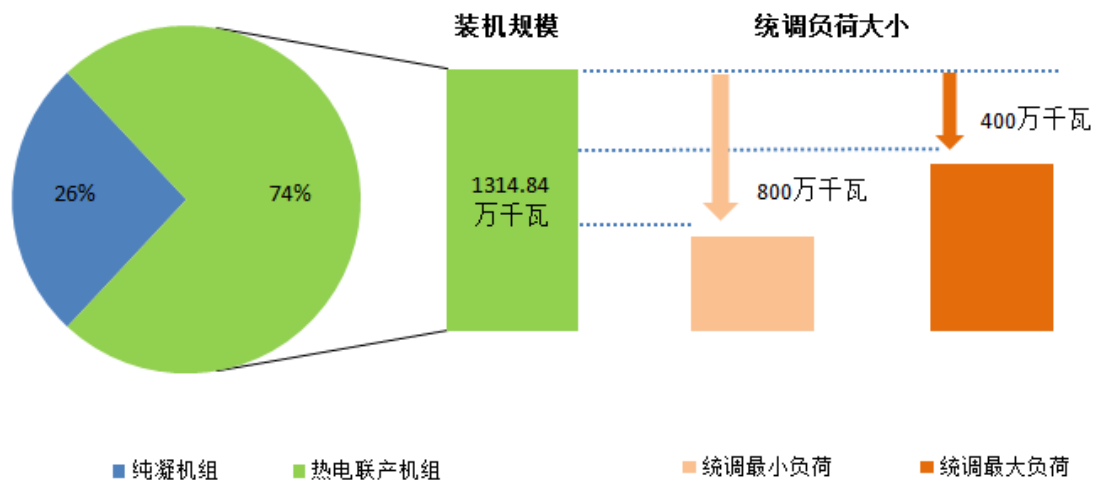 装机规模
统调负荷大小
26%
74%
1314.84
万千瓦
800万千瓦
400万千瓦
纯凝机组
热电联产机组
统调最小负荷
统调最大负荷